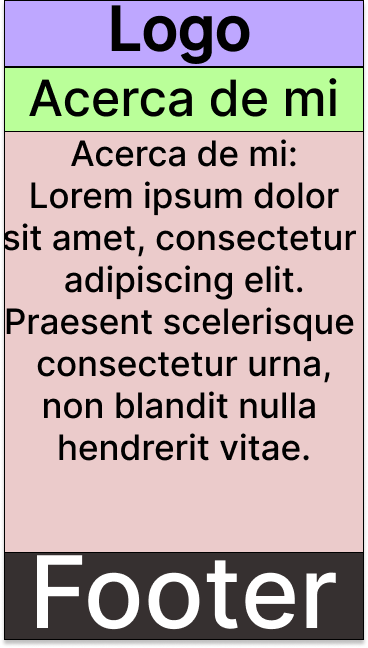 Logo
Acerca de mi
Acerca de mi:
Lorem ipsum dolor
sit amet, consectetur
adipiscing elit.
Praesent scelerisque
consectetur urna,
non blandit nulla
hendrerit vitae.
Footer